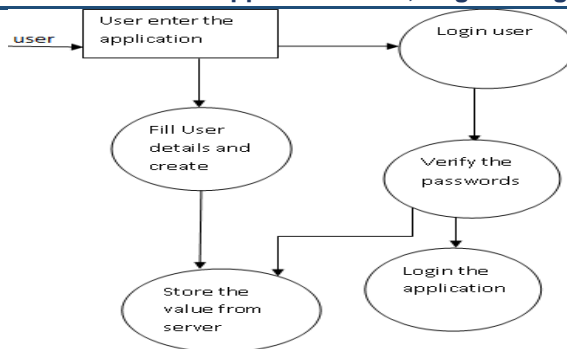 User enter the
application
user
Login user
Fill User
details and
create
Verify the
passwords
Login the
application
Store the
value from
server